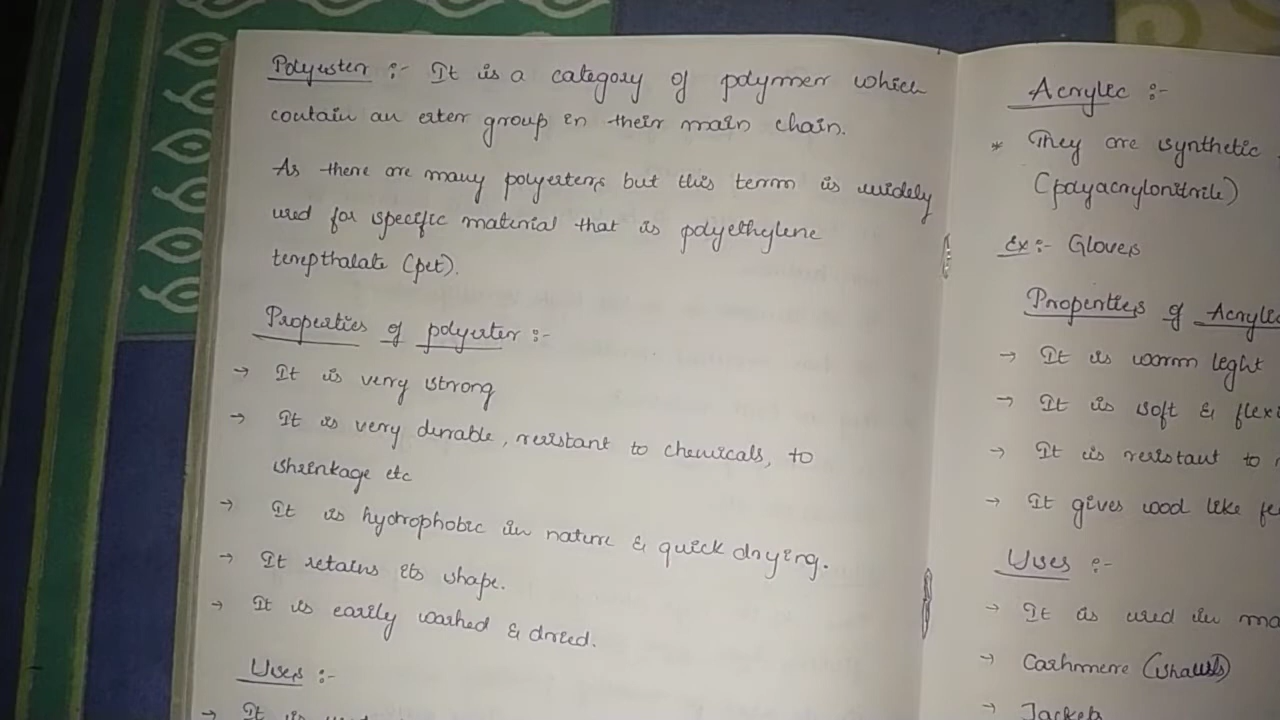 Polyester :- It is a category of polymer which
contain an ester group in their main chain.
As there are many polyesters but this term is widely
used for specific material that is polyethylene
terepthalate (pet).
Properties of polyester :-
→ It is very strong
→ It is very durable, resistant to chemicals, to
shrinkage etc
→ It is hydrophobic in nature & quick drying.
→ It retains its shape.
→ It is easily washed & dried.
Uses :-
→ It is used
Acrylic :-
* They are synthetic
(polyacrylonitrile)
Ex :- Gloves
Properties of Acrylic
→ It is warm light
→ It is soft &
→ It is resistant to
→ It gives wool like
Uses :-
→ It is used in
→ Cashmere (shawls)
→ Jackets